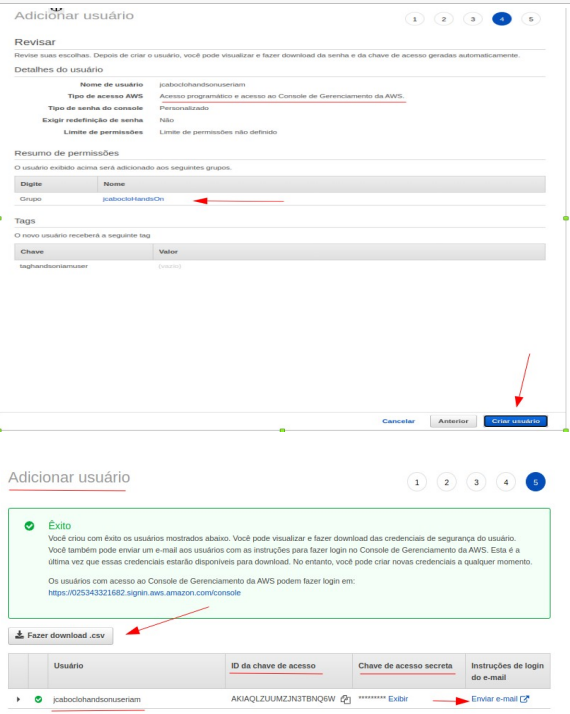 Adicionar usuário
1 2 3 4 5
Revisar
Revise suas escolhas. Depois de criar o usuário, você pode visualizar e fazer download da senha e da chave de acesso geradas automaticamente.
Detalhes do usuário
Nome de usuário jcaboclohandsonuseriam
Tipo de acesso AWS Acesso programático e acesso ao Console de Gerenciamento da AWS.
Tipo de senha do console Personalizado
Exigir redefinição de senha Não
Limite de permissões Limite de permissões não definido
Resumo de permissões
O usuário exibido acima será adicionado aos seguintes grupos.
Digite Nome
Grupo jcabocloHandsOn
Tags
O novo usuário receberá a seguinte tag
Chave Valor
taghandsoniamuser (vazio)
Cancelar Anterior Criar usuário
Adicionar usuário
1 2 3 4 5
Êxito
Você criou com êxito os usuários mostrados abaixo. Você pode visualizar e fazer download das credenciais de segurança do usuário.
Você também pode enviar um e-mail aos usuários com as instruções para fazer login no Console de Gerenciamento da AWS. Esta é a
última vez que essas credenciais estarão disponíveis para download. No entanto, você pode criar novas credenciais a qualquer momento.
Os usuários com acesso ao Console de Gerenciamento da AWS podem fazer login em:
https://025343321682.signin.aws.amazon.com/console
Fazer download .csv
Usuário ID da chave de acesso Chave de acesso secreta Instruções de login
do e-mail
jcaboclohandsonuseriam AKIAQLZUUMZJN3TBNQ6W ********* Exibir Enviar e-mail